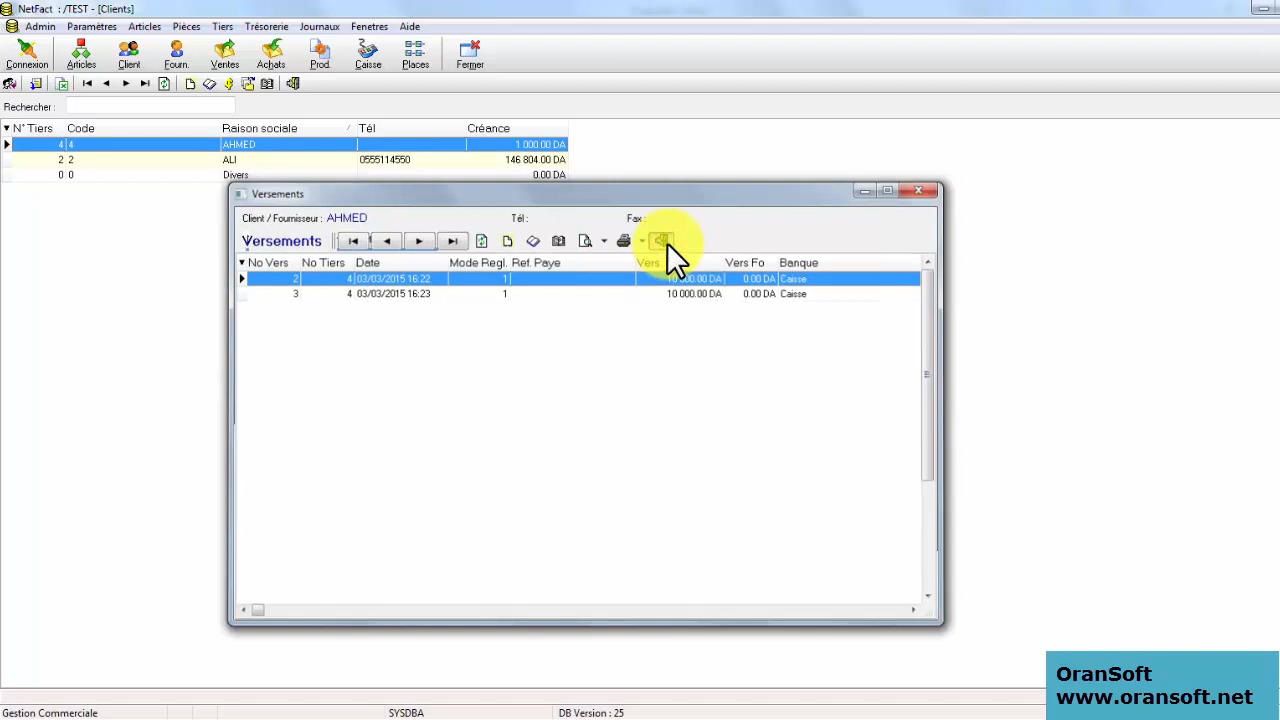 NetFact : /TEST - [Clients]
Admin Paramètres Articles Pièces Tiers Trésorerie Journaux Fenetres Aide
Connexion Articles Client Fourn. Ventes Achats Prod. Caisse Places Fermer
Rechercher :
N° Tiers Code Raison sociale Tél Créance
4 4 AHMED 1 000.00 DA
2 2 ALI 0555114550 146 804.00 DA
0 0 Divers 0.00 DA
Versements
Client / Fournisseur : AHMED Tél : Fax :
Versements
No Vers No Tiers Date Mode Regl. Ref. Paye Vers Vers Fo Banque
2 4 03/03/2015 16:22 1 10 000.00 DA 0.00 DA Caisse
3 4 03/03/2015 16:23 1 10 000.00 DA 0.00 DA Caisse
OranSoft
www.oransoft.net
Gestion Commerciale SYSDBA DB Version : 25